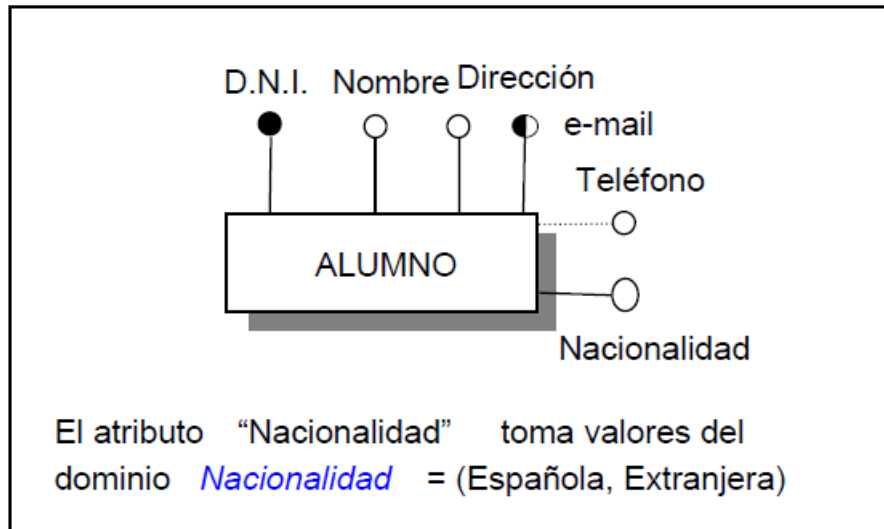 D.N.I. Nombre Dirección
e-mail
Teléfono
ALUMNO
Nacionalidad
El atributo “Nacionalidad” toma valores del
dominio Nacionalidad = (Española, Extranjera)